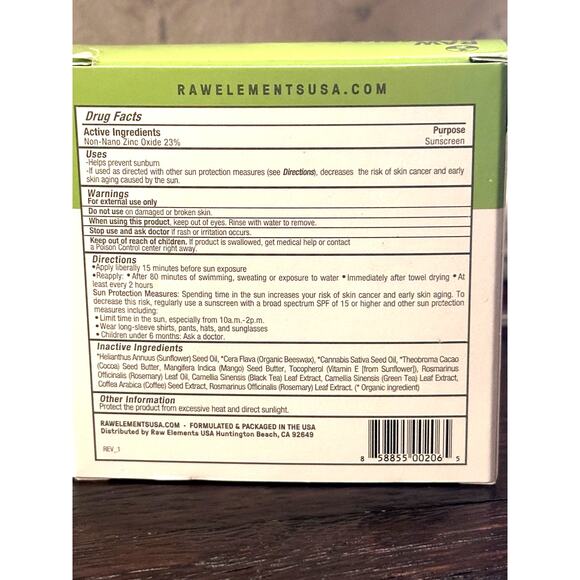 RAW
RAWELEMENTSUSA.COM
Drug Facts
Active Ingredients Purpose
Non-Nano Zinc Oxide 23% Sunscreen
Uses
-Helps prevent sunburn
-If used as directed with other sun protection measures (see Directions), decreases the risk of skin cancer and early
skin aging caused by the sun.
Warnings
For external use only
Do not use on damaged or broken skin.
When using this product, keep out of eyes. Rinse with water to remove.
Stop use and ask doctor if rash or irritation occurs.
Keep out of reach of children. If product is swallowed, get medical help or contact
a Poison Control center right away.
Directions
•Apply liberally 15 minutes before sun exposure
•Reapply: •After 80 minutes of swimming, sweating or exposure to water •Immediately after towel drying •At
least every 2 hours
Sun Protection Measures: Spending time in the sun increases your risk of skin cancer and early skin aging. To
decrease this risk, regularly use a sunscreen with a broad spectrum SPF of 15 or higher and other sun protection
measures including:
• Limit time in the sun, especially from 10a.m.-2p.m.
• Wear long-sleeve shirts, pants, hats, and sunglasses
• Children under 6 months: Ask a doctor.
Inactive Ingredients
*Helianthus Annuus (Sunflower) Seed Oil, *Cera Flava (Organic Beeswax), *Cannabis Sativa Seed Oil, *Theobroma Cacao
(Cocoa) Seed Butter, Mangifera Indica (Mango) Seed Butter, Tocopherol (Vitamin E [from Sunflower]), Rosmarinus
Officinalis (Rosemary) Leaf Oil, Camellia Sinensis (Black Tea) Leaf Extract, Camellia Sinensis (Green Tea) Leaf Extract,
Coffea Arabica (Coffee) Seed Extract, Rosmarinus Officinalis (Rosemary) Leaf Extract. (* Organic ingredient)
Other Information
Protect the product from excessive heat and direct sunlight.
RAWELEMENTSUSA.COM - FORMULATED & PACKAGED IN THE USA
Distributed by Raw Elements USA Huntington Beach, CA 92649
REV_1
8 58855 00206 5